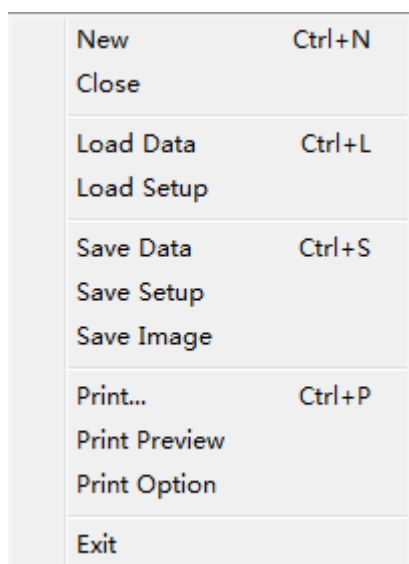 New Ctrl+N
Close
Load Data Ctrl+L
Load Setup
Save Data Ctrl+S
Save Setup
Save Image
Print... Ctrl+P
Print Preview
Print Option
Exit